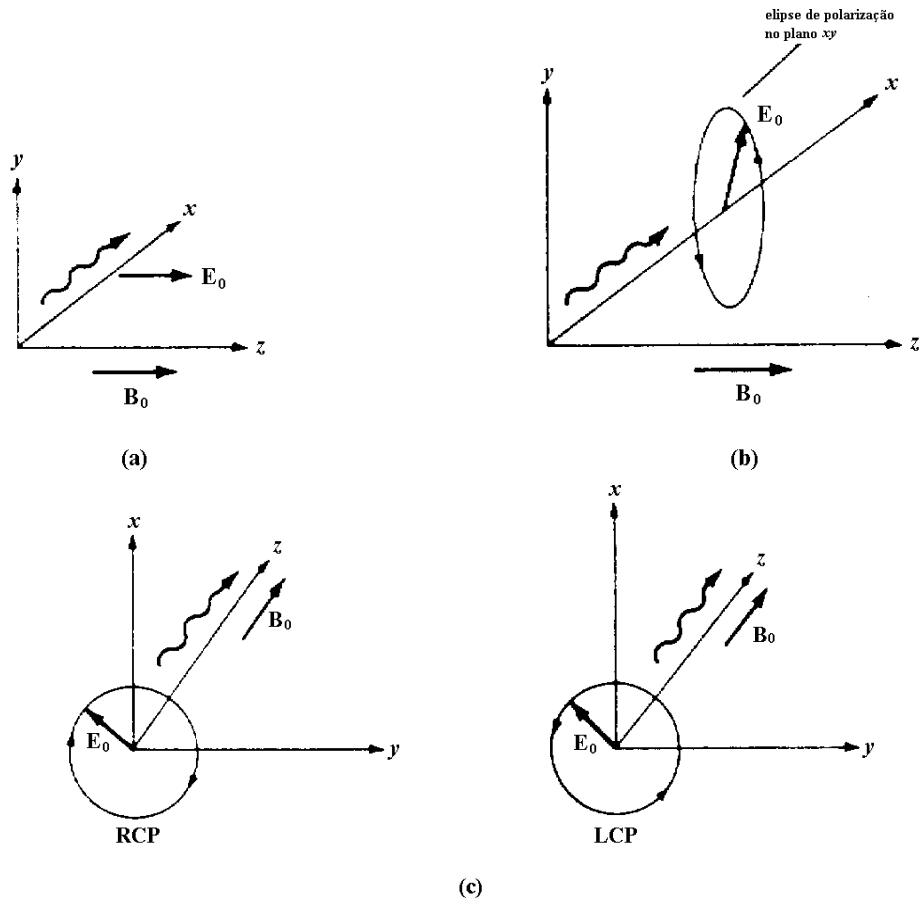 elipse de polarização
no plano xy
y
x
E₀
z
B₀
(a)
y
x
E₀
z
B₀
(b)
x
z
B₀
E₀
y
RCP
x
z
B₀
E₀
y
LCP
(c)